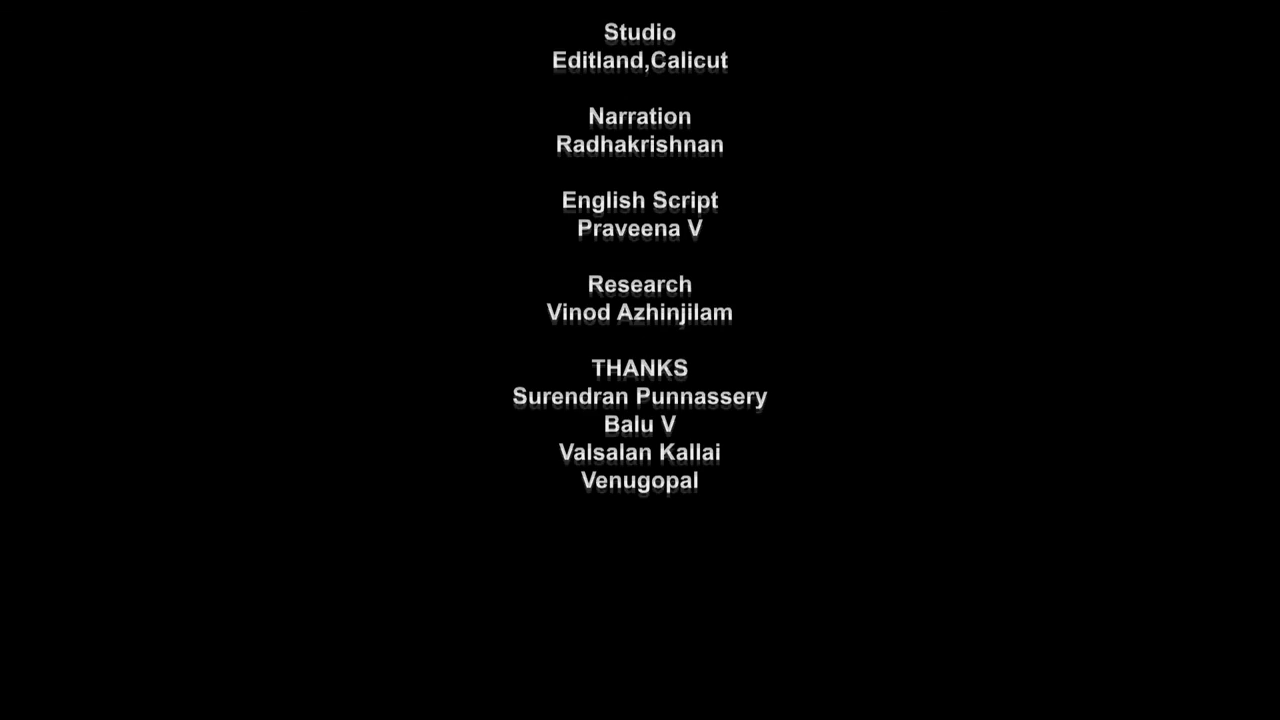 Studio
Editland,Calicut
Narration
Radhakrishnan
English Script
Praveena V
Research
Vinod Azhinjilam
THANKS
Surendran Punnassery
Balu V
Valsalan Kallai
Venugopal